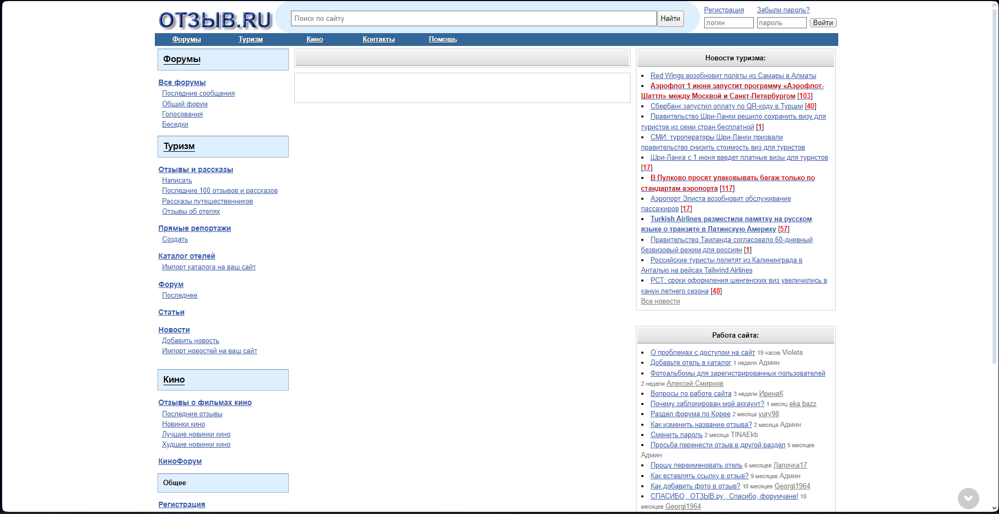 ОТЗЫВ.RU
Поиск по сайту
Найти
Регистрация Забыли пароль?
логин пароль Войти
Форумы Туризм Кино Контакты Помощь
Форумы
Все форумы
Последние сообщения
Общий форум
Голосования
Беседки
Туризм
Отзывы и рассказы
Написать
Последние 100 отзывов и рассказов
Рассказы путешественников
Отзывы об отелях
Прямые репортажи
Создать
Каталог отелей
Импорт каталога на ваш сайт
Форум
Последнее
Статьи
Новости
Добавить новость
Импорт новостей на ваш сайт
Кино
Отзывы о фильмах кино
Последние отзывы
Новинки кино
Лучшие новинки кино
Худшие новинки кино
КиноФорум
Общее
Регистрация
Новости туризма:
Red Wings возобновит полёты из Самары в Алматы
Аэрофлот 1 июня запустит программу «Аэрофлот-
Шаттл» между Москвой и Санкт-Петербургом [103]
Сбербанк запустил оплату по QR-коду в Турции [40]
Правительство Шри-Ланки решило сохранить визу для
туристов из семи стран бесплатной [1]
СМИ: туроператоры Шри-Ланки призвали
правительство снизить стоимость виз для туристов
Шри-Ланка с 1 июня введет платные визы для туристов
[17]
В Пулково просят упаковывать багаж только по
стандартам аэропорта [117]
Аэропорт Элиста возобновит обслуживание
пассажиров [17]
Turkish Airlines разместила памятку на русском
языке о транзите в Латинскую Америку [57]
Правительство Таиланда согласовало 60-дневный
безвизовый режим для россиян [1]
Российские туристы полетят из Калининграда в
Анталью на рейсах Tailwind Airlines
РСТ: сроки оформления шенгенских виз увеличились в
канун летнего сезона [48]
Все новости
Работа сайта:
О проблемах с доступом на сайт 19 часов Violeta
Добавьте отель в каталог 1 неделя Админ
Фотоальбомы для зарегистрированных пользователей
2 недели Алексей Смирнов
Вопросы по работе сайта 3 недели ИринаК
Почему заблокирован мой аккаунт? 1 месяц eka bazz
Раздел форума по Корее 2 месяца yury98
Как изменить название отзыва? 2 месяца Админ
Сменить пароль 2 месяца TINAEkb
Просьба перенести отзыв в другой раздел 5 месяцев
Админ
Прошу переименовать отель 6 месяцев Лапочка17
Как вставлять ссылку в отзыв? 9 месяцев Админ
Как добавить фото в отзыв? 10 месяцев Georgi1964
СПАСИБО, ОТЗЫВ.ру , Спасибо, форумчане! 10
месяцев Georgi1964